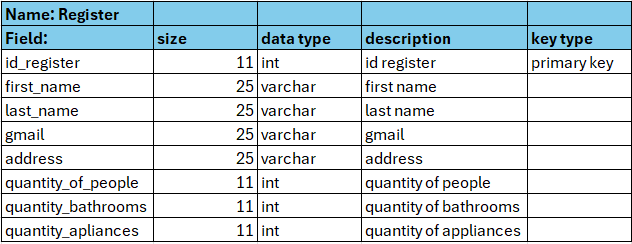 Name: Register
Field: size data type description key type
id_register 11 int id register primary key
first_name 25 varchar first name
last_name 25 varchar last name
gmail 25 varchar gmail
address 25 varchar address
quantity_of_people 11 int quantity of people
quantity_bathrooms 11 int quantity of bathrooms
quantity_apliances 11 int quantity of appliances